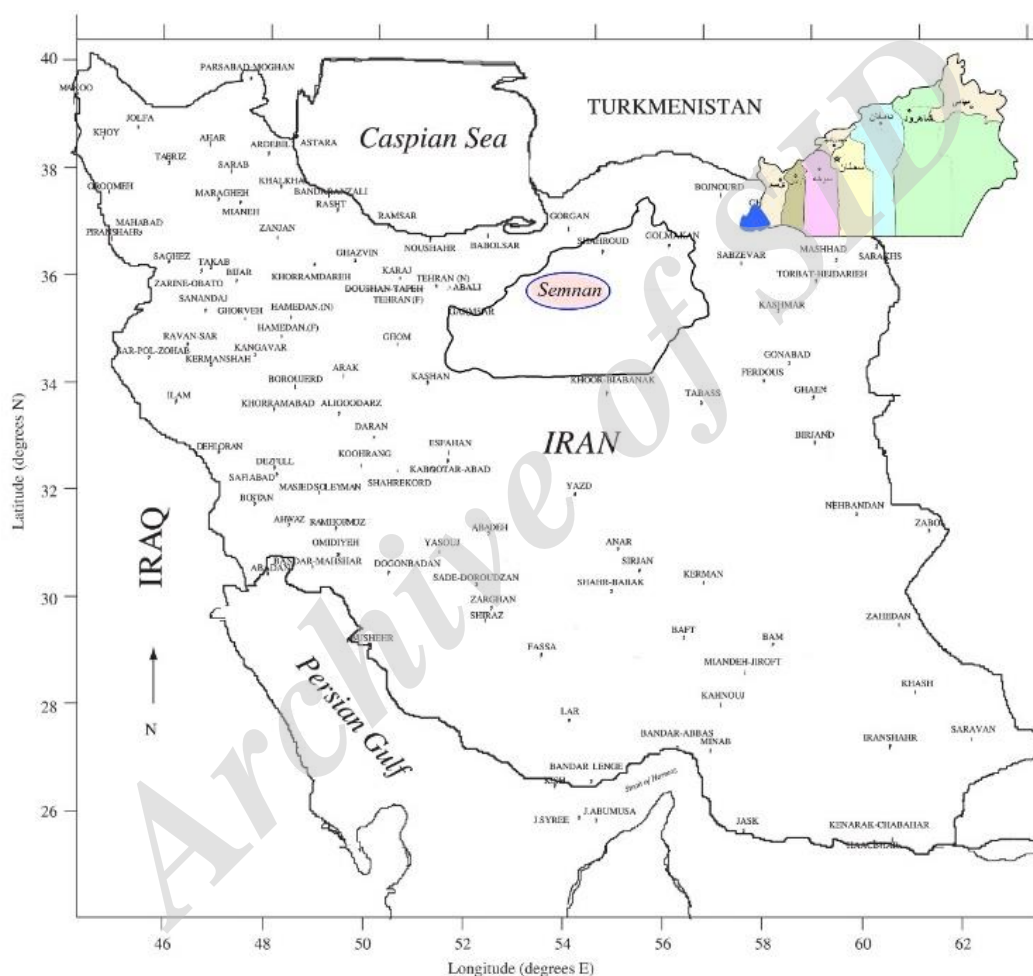 40
PARSABAD-MOGHAN
JOLFA
KHOY
AHAR
ARDEBIL
ASTARA
Caspian Sea
TURKMENISTAN
38
TABRIZ
SARAB
KHALKHAL
OROOMEH
MARAGHEH
BANDARANZALI
RASHT
BOJNOURD
MIANEH
MAHABAD
RAMSAR
PIRANSHAHR
ZANJAN
NOUSHAHR
BABOLSAR
GORGAN
SHAHROUD
GOLMAKAN
MASHHAD
SARAKHS
SABZEVAR
SAGHEZ
TAKAB
GHAZVIN
36
BIJAR
KHORRAMDAREH
KARAJ
TEHRAN (N)
ABALI
TORBAT-HEIDARIEH
ZARINE-OBATO
DOUSHAN-TAPEH
Semnan
SANANDAJ
TEHRAN (F)
KASHMAR
GHORVEH
HAMEDAN.(N)
GARMSAR
HAMEDAN.(F)
RAVAN-SAR
GHOM
SAR-POL-ZOHAB
KANGAVAR
KERMANSHAH
GONABAD
ARAK
FERDOUS
BOROUJERD
KASHAN
KHOOR-BIABANAK
34
ILAM
GHAEN
KHORRAMABAD
ALIGOODARZ
TABASS
DARAN
IRAN
BIRJAND
DEHLORAN
ESFAHAN
DEZFULL
KOOHRANG
KABOOTAR-ABAD
SAFIABAD
SHAHREKORD
32
MASJED-SOLEYMAN
YAZD
BOSTAN
NEHBANDAN
AHWAZ
RAMHORMOZ
ABADEH
ZABOL
OMIDIYEH
YASOUJ
ANAR
BANDAR-MAHSHAR
DOGONBADAN
SIRJAN
ABADAN
SADE-DOROUDZAN
SHAHR-BABAK
KERMAN
30
ZARGHAN
SHIRAZ
ZAHEDAN
BUSHEHR
BAFT
BAM
FASSA
MIANDEH-JIROFT
KHASH
28
KAHNOUJ
LAR
BANDAR-ABBAS
MINAB
IRANSHAHR
SARAVAN
BANDAR LENGE
KISH
Strait of Hormoz
26
J.SYREE
J.ABUMUSA
JASK
KENARAK-CHABAHAR
IRAQ
Persian Gulf
N
Latitude (degrees N)
46
48
50
52
54
56
58
60
62
Longitude (degrees E)
Archive of SID
شاهرود
دامغان